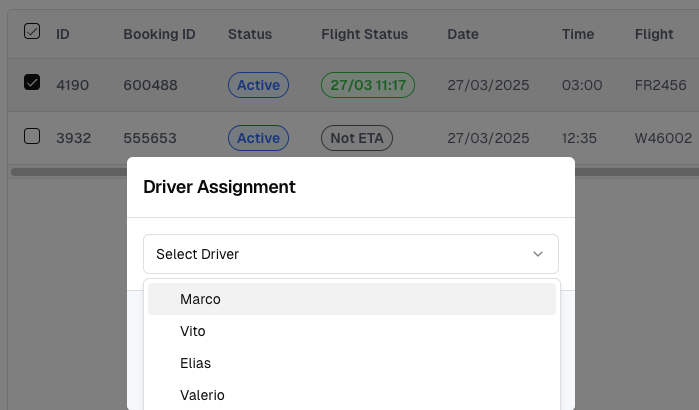 ID Booking ID Status Flight Status Date Time Flight
4190 600488 Active 27/03 11:17 27/03/2025 03:00 FR2456
3932 555653 Active Not ETA 27/03/2025 12:35 W46002
Driver Assignment
Select Driver
Marco
Vito
Elias
Valerio